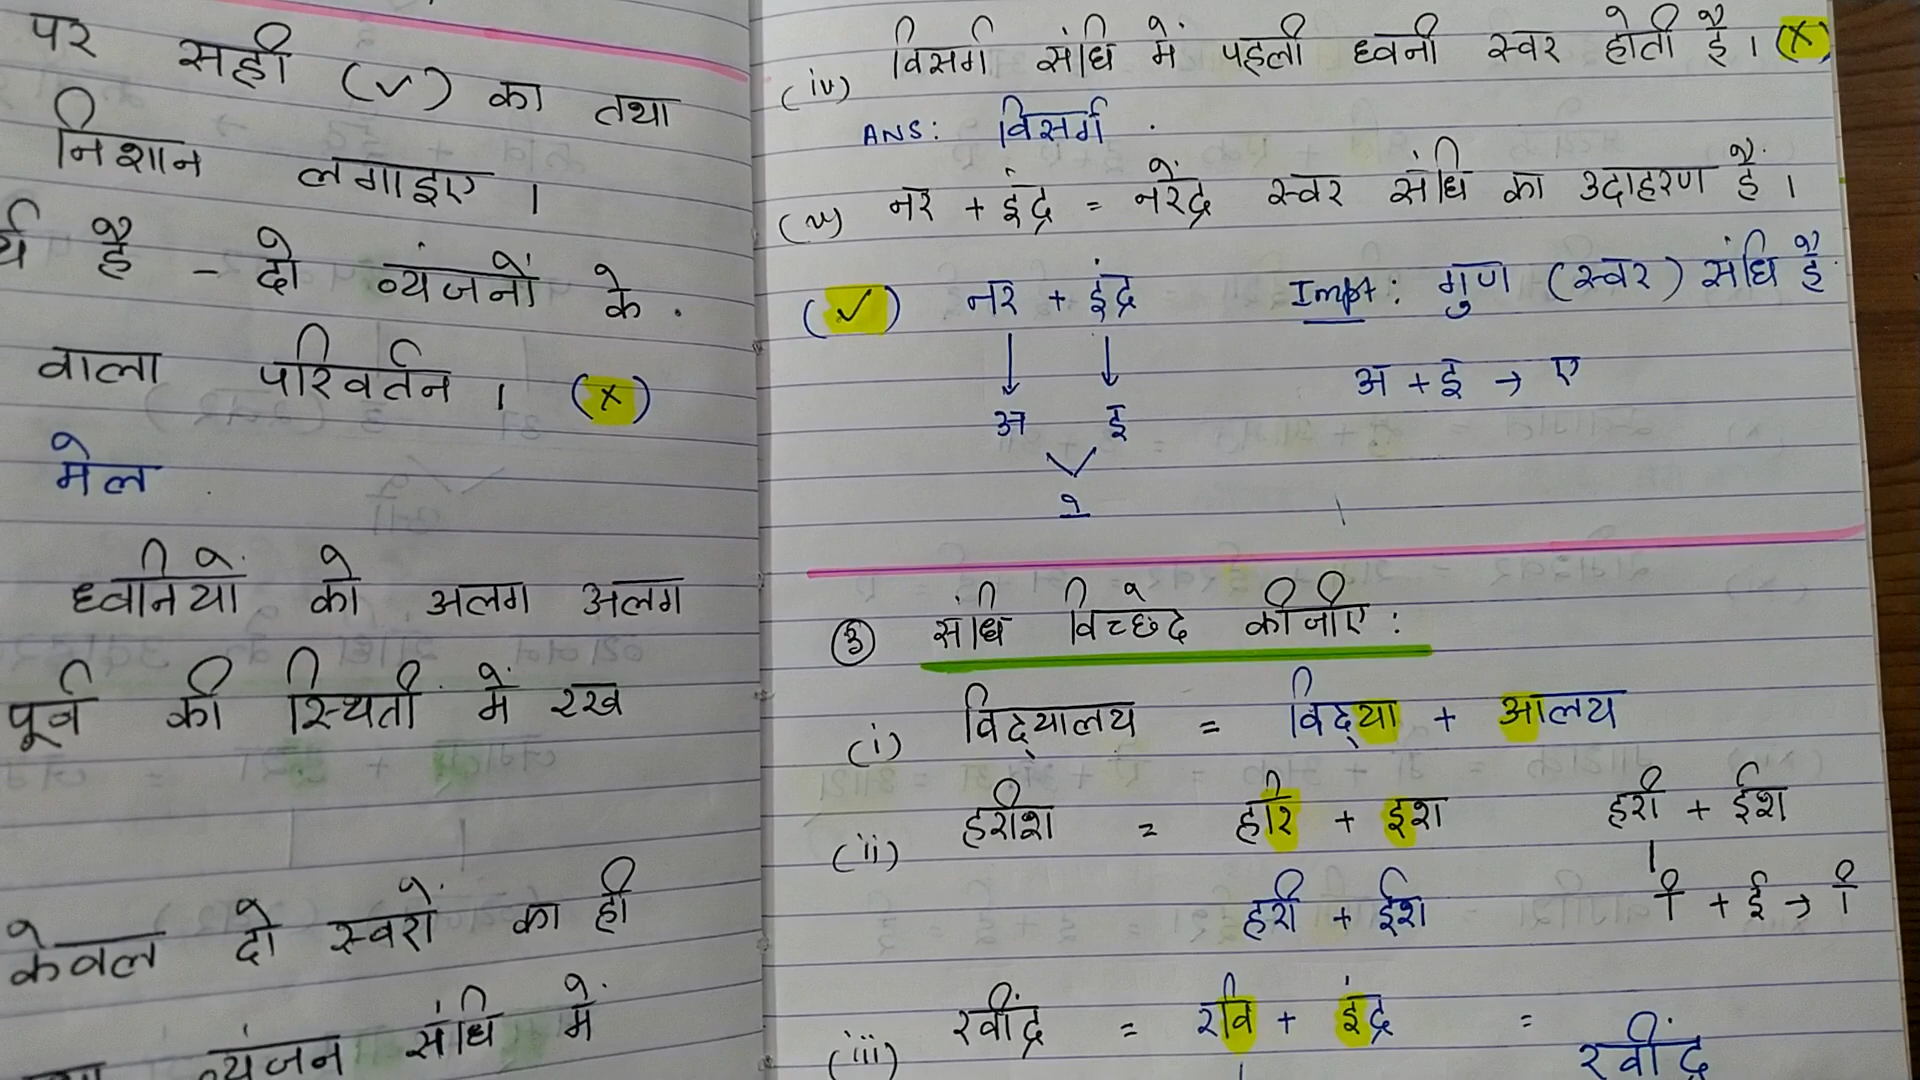 पर सही (✓) का तथा
निशान लगाइए ।
र्य है - दो व्यंजनों के
वाला परिवर्तन । (x)
मेल
ध्वनियों को अलग अलग
पूर्व की स्थिती में रख
केवल दो स्वरों का ही
व्यंजन संधि में
(iv) विसर्ग संधि में पहली ध्वनी स्वर होती है । (x)
ANS: विसर्ग
(v) नर + इंद्र = नरेंद्र स्वर संधि का उदाहरण है ।
(✓) नर + इंद्र Impt: गुण (स्वर) संधि है
↓ ↓ अ + इ → ए
अ इ
े
③ संधि विच्छेद कीजीए :
(i) विद्यालय = विद्या + आलय
(ii) हरीश = हरि + इश हरी + ईश
हरी + ईश ी + ई → ी
(iii) रवींद्र = रवि + इंद्र = रवींद्र